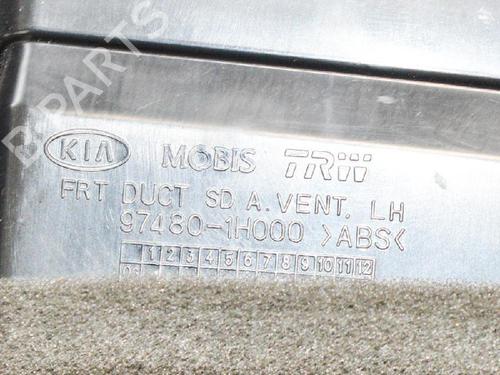 B-PARTS
KIA MOBIS TRW
FRT DUCT SD A.VENT. LH
97480-1H000 >ABS<
1 2 3 4 5 6 7 8 9 10 11 12